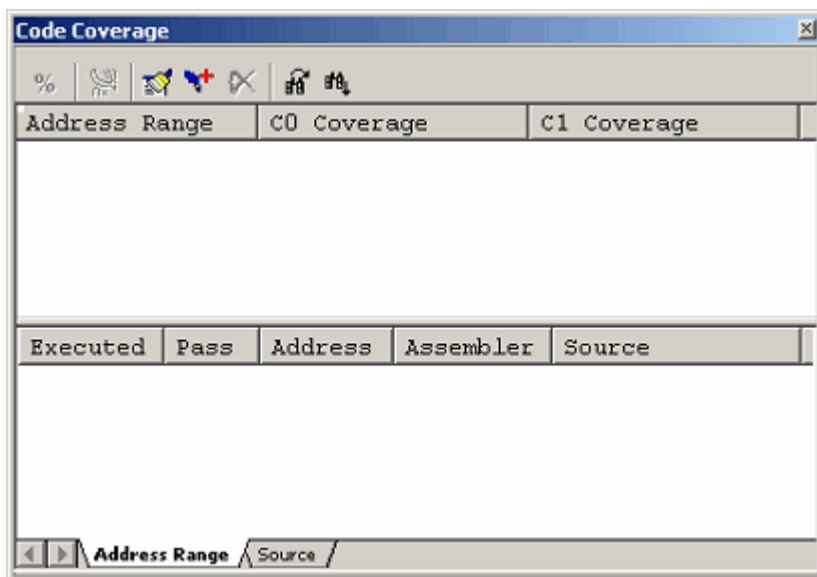 Code Coverage
%
Address Range C0 Coverage C1 Coverage
Executed Pass Address Assembler Source
Address Range Source